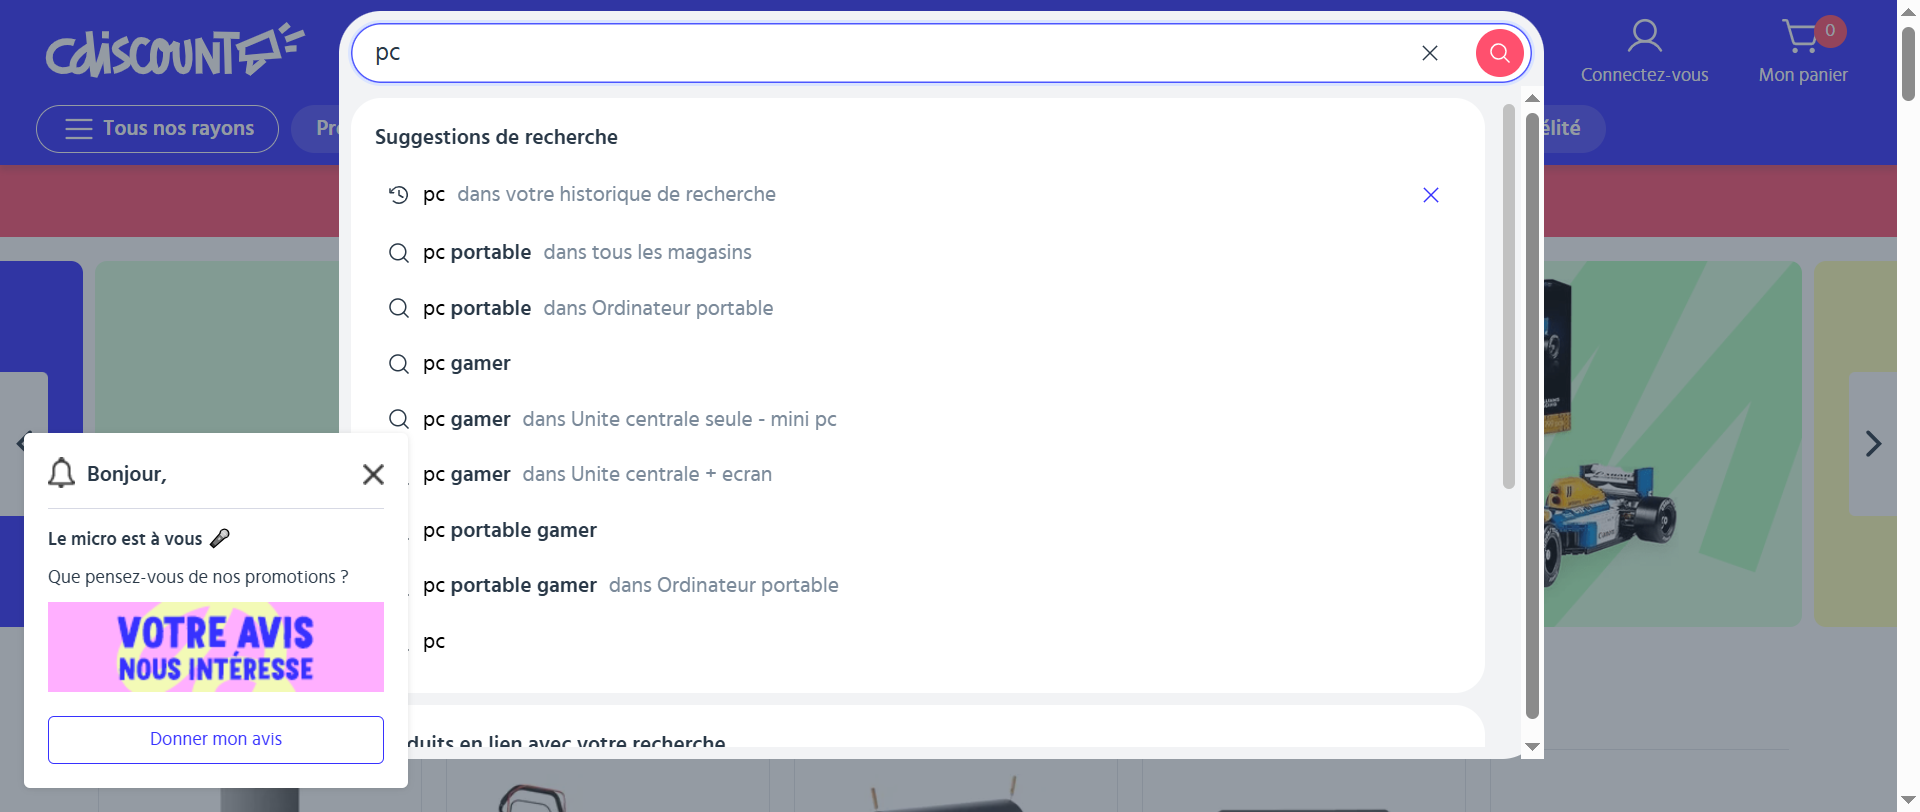 cdiscount
pc
Connectez-vous
0
Mon panier
Tous nos rayons
élité
Suggestions de recherche
pc dans votre historique de recherche
pc portable dans tous les magasins
pc portable dans Ordinateur portable
pc gamer
pc gamer dans Unite centrale seule - mini pc
pc gamer dans Unite centrale + ecran
pc portable gamer
pc portable gamer dans Ordinateur portable
pc
duits en lien avec votre recherche
Bonjour,
Le micro est à vous
Que pensez-vous de nos promotions ?
VOTRE AVIS
NOUS INTÉRESSE
Donner mon avis